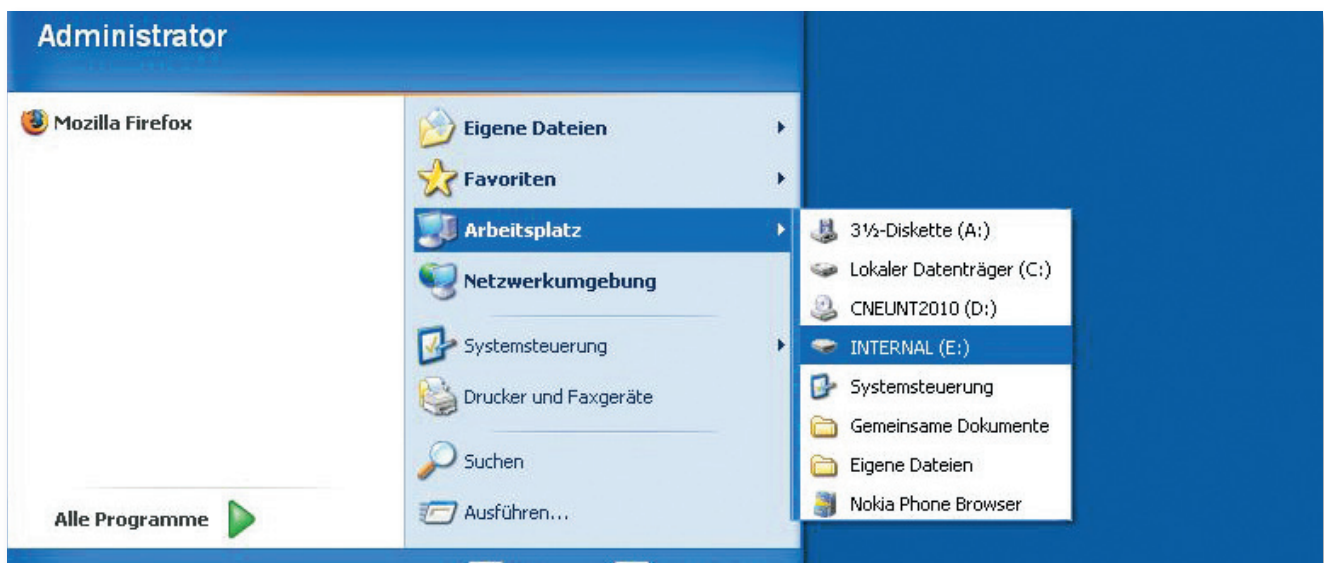 Administrator
Mozilla Firefox
Alle Programme
Eigene Dateien
Favoriten
Arbeitsplatz
Netzwerkumgebung
Systemsteuerung
Drucker und Faxgeräte
Suchen
Ausführen...
3½-Diskette (A:)
Lokaler Datenträger (C:)
CNEUNT2010 (D:)
INTERNAL (E:)
Systemsteuerung
Gemeinsame Dokumente
Eigene Dateien
Nokia Phone Browser